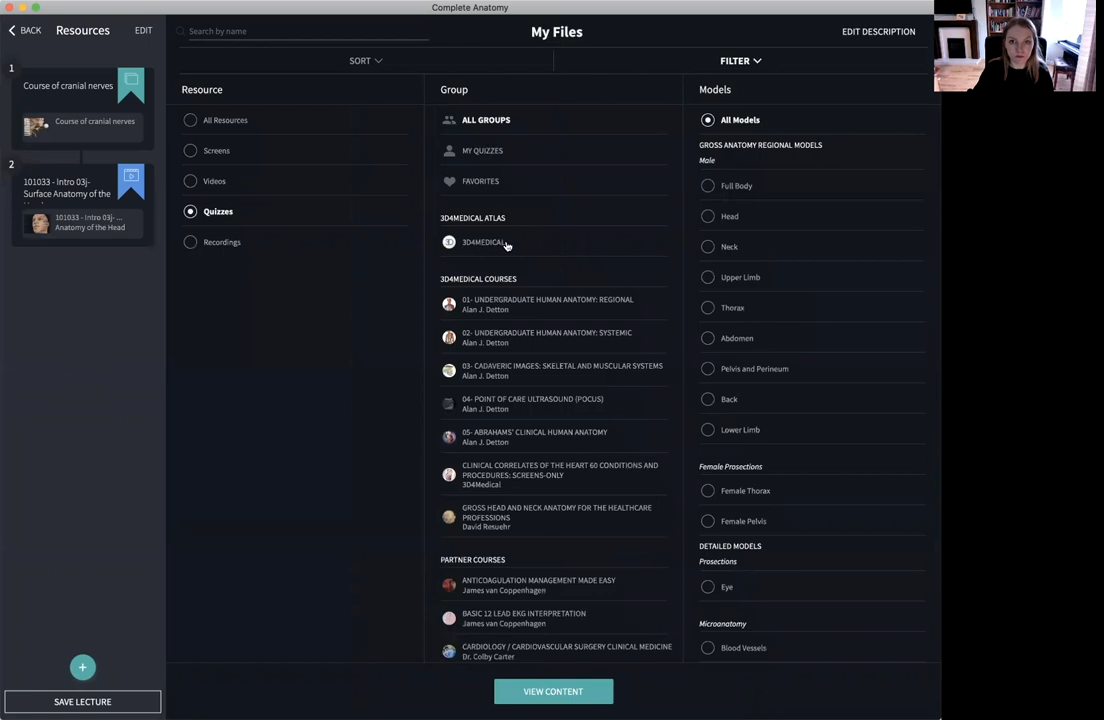 Complete Anatomy
BACK
Resources
EDIT
Search by name
My Files
EDIT DESCRIPTION
SORT
FILTER
1
Course of cranial nerves
Course of cranial nerves
2
101033 - Intro 03j-
Surface Anatomy of the
101033 - Intro 03j- ...
Anatomy of the Head
Resource
All Resources
Screens
Videos
Quizzes
Recordings
Group
ALL GROUPS
MY QUIZZES
FAVORITES
3D4MEDICAL ATLAS
3D4MEDICAL
3D4MEDICAL COURSES
01- UNDERGRADUATE HUMAN ANATOMY: REGIONAL
Alan J. Detton
02- UNDERGRADUATE HUMAN ANATOMY: SYSTEMIC
Alan J. Detton
03- CADAVERIC IMAGES: SKELETAL AND MUSCULAR SYSTEMS
Alan J. Detton
04- POINT OF CARE ULTRASOUND (POCUS)
Alan J. Detton
05- ABRAHAMS' CLINICAL HUMAN ANATOMY
Alan J. Detton
CLINICAL CORRELATES OF THE HEART 60 CONDITIONS AND
PROCEDURES: SCREENS-ONLY
3D4Medical
GROSS HEAD AND NECK ANATOMY FOR THE HEALTHCARE
PROFESSIONS
David Resuehr
PARTNER COURSES
ANTICOAGULATION MANAGEMENT MADE EASY
James van Coppenhagen
BASIC 12 LEAD EKG INTERPRETATION
James van Coppenhagen
CARDIOLOGY / CARDIOVASCULAR SURGERY CLINICAL MEDICINE
Dr. Colby Carter
Models
All Models
GROSS ANATOMY REGIONAL MODELS
Male
Full Body
Head
Neck
Upper Limb
Thorax
Abdomen
Pelvis and Perineum
Back
Lower Limb
Female Prosections
Female Thorax
Female Pelvis
DETAILED MODELS
Prosections
Eye
Microanatomy
Blood Vessels
+
SAVE LECTURE
VIEW CONTENT